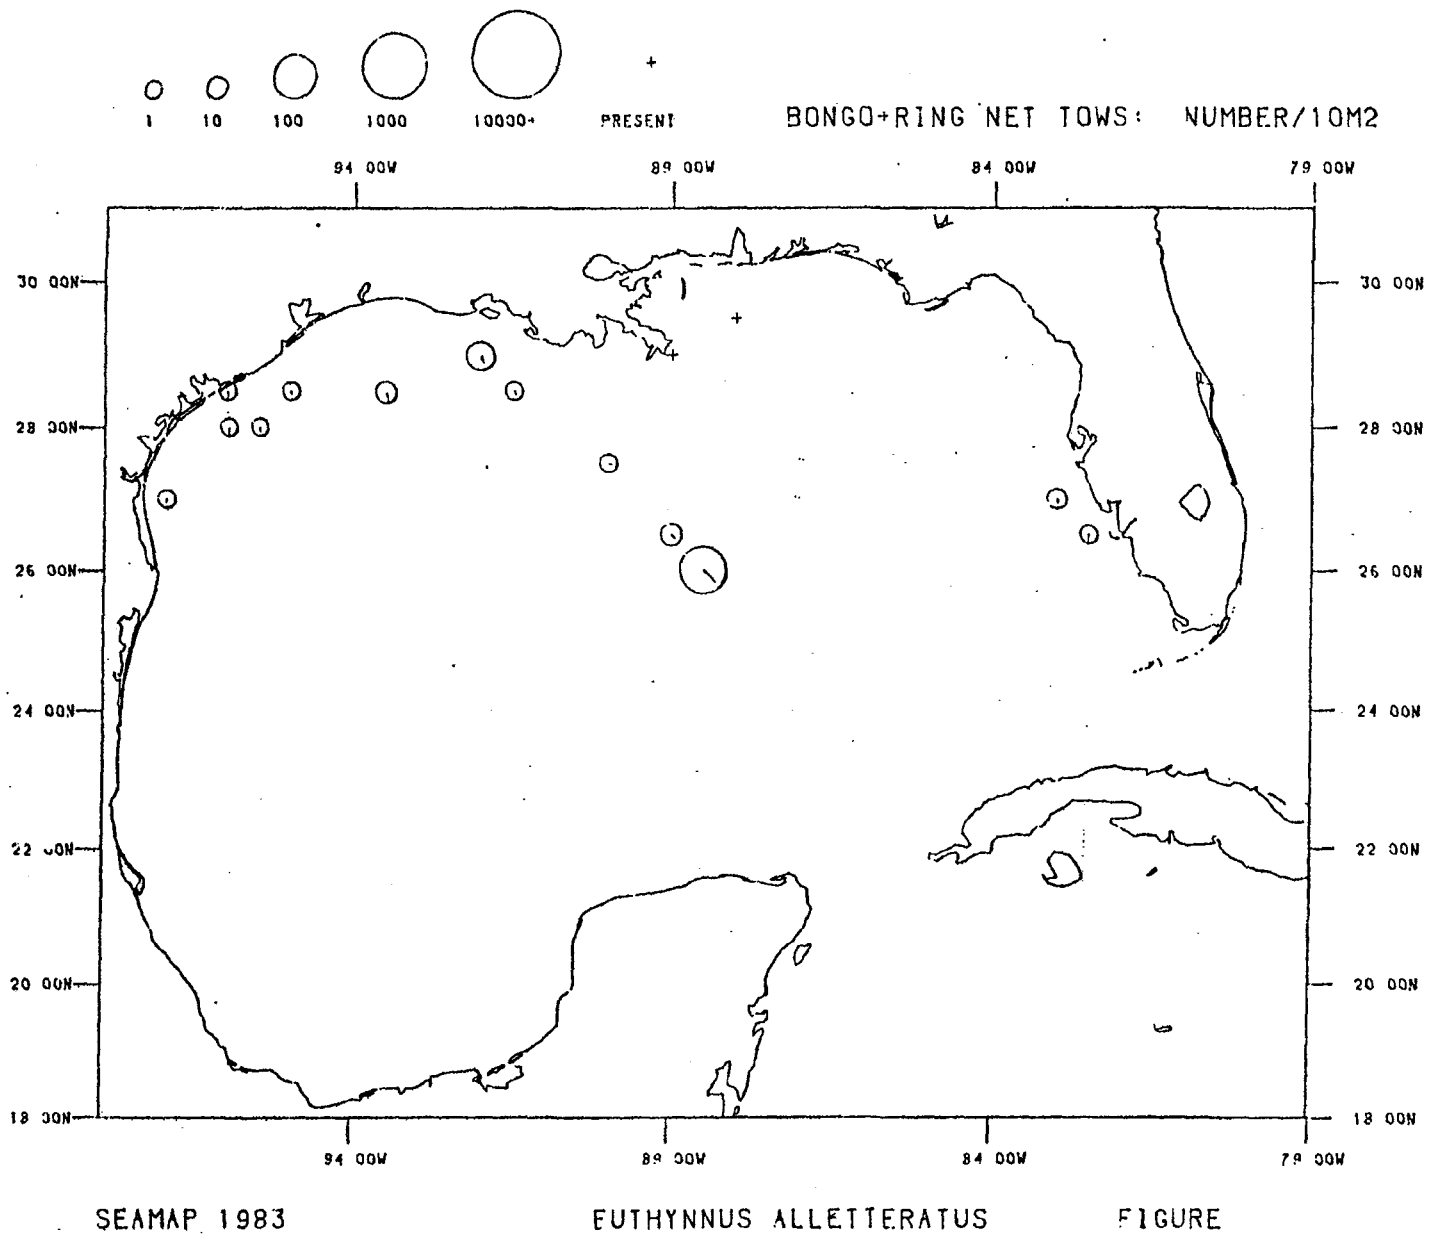 1 10 100 1000 10000+ PRESENT
BONGO+RING NET TOWS: NUMBER/10M2
94 00W 89 00W 84 00W 79 00W
30 00N 30 00N
28 00N 28 00N
26 00N 26 00N
24 00N 24 00N
22 00N 22 00N
20 00N 20 00N
18 00N 18 00N
94 00W 89 00W 84 00W 79 00W
SEAMAP 1983 EUTHYNNUS ALLETTERATUS FIGURE